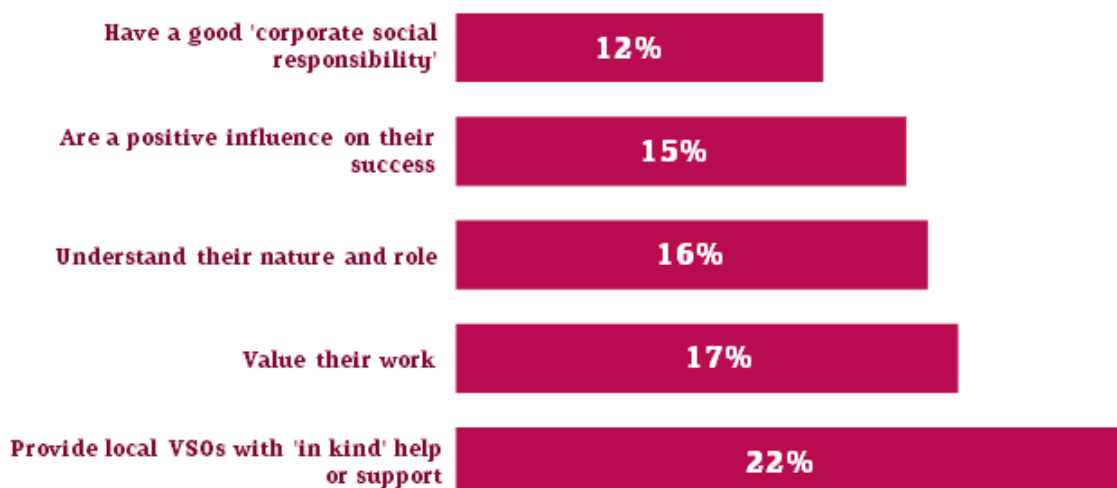 Have a good 'corporate social
responsibility'
12%
Are a positive influence on their
success
15%
Understand their nature and role
16%
Value their work
17%
Provide local VSOs with 'in kind' help
or support
22%